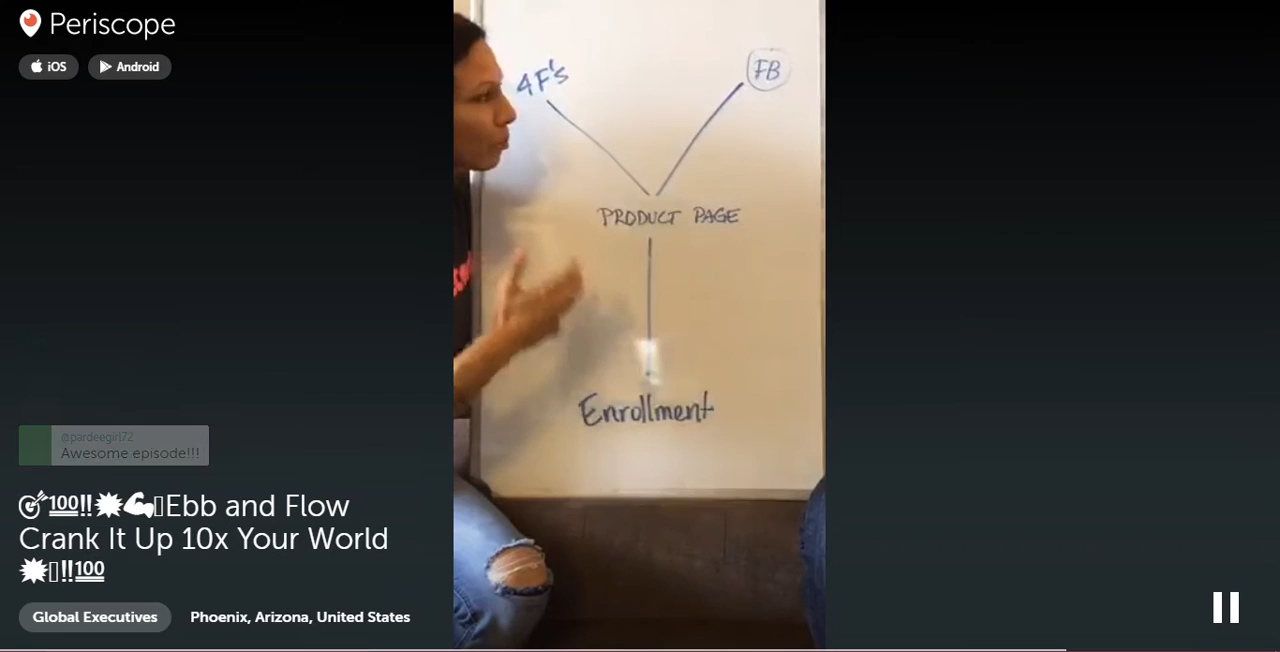 Periscope
iOS
Android
4F's
FB
PRODUCT PAGE
Enrollment
@pardeegirl72
Awesome episode!!!
🎯💯‼️💥💪Ebb and Flow
Crank It Up 10x Your World
💥‼️💯
Global Executives
Phoenix, Arizona, United States